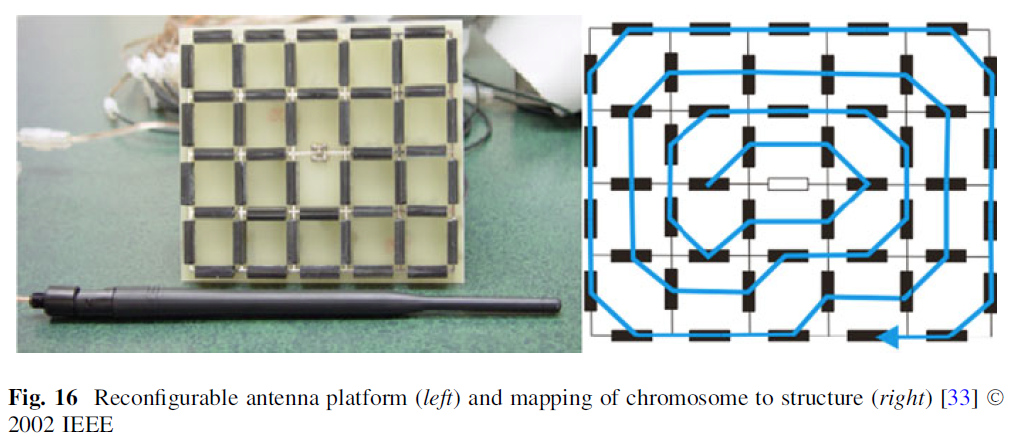 Fig. 16 Reconfigurable antenna platform (left) and mapping of chromosome to structure (right) [33] ©
2002 IEEE